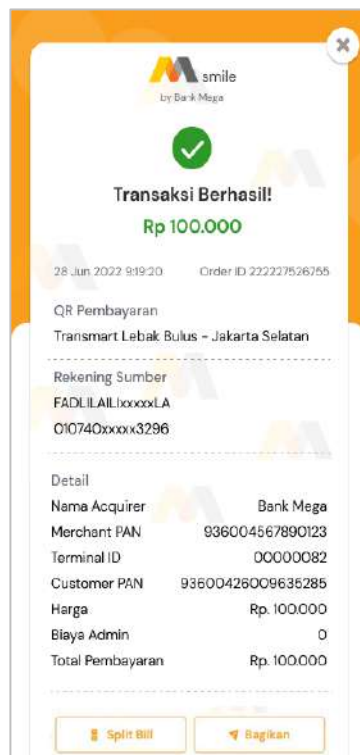 M smile
by Bank Mega
Transaksi Berhasil!
Rp 100.000
28 Jun 2022 9:19:20 Order ID 222227526755
QR Pembayaran
Transmart Lebak Bulus - Jakarta Selatan
Rekening Sumber
FADLILAILIxxxxxLA
010740xxxxx3296
Detail
Nama Acquirer Bank Mega
Merchant PAN 936004567890123
Terminal ID 00000082
Customer PAN 93600426009635285
Harga Rp. 100.000
Biaya Admin 0
Total Pembayaran Rp. 100.000
Split Bill Bagikan